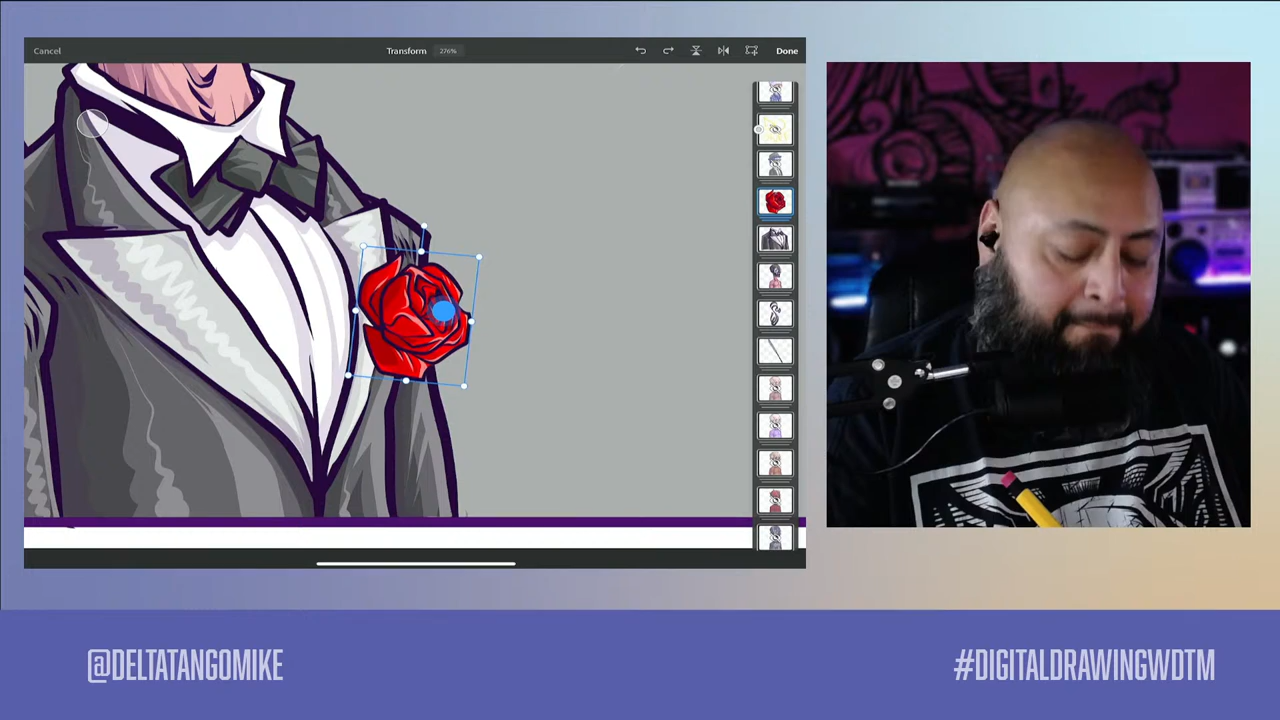 Cancel
Transform 276%
Done
@DELTATANGOMIKE
#DIGITALDRAWINGWDTM